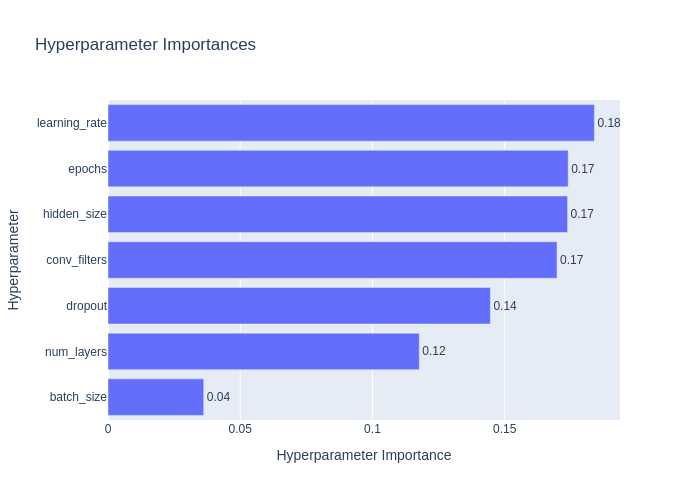 Hyperparameter Importances
Hyperparameter
learning_rate 0.18
epochs 0.17
hidden_size 0.17
conv_filters 0.17
dropout 0.14
num_layers 0.12
batch_size 0.04
0 0.05 0.1 0.15
Hyperparameter Importance